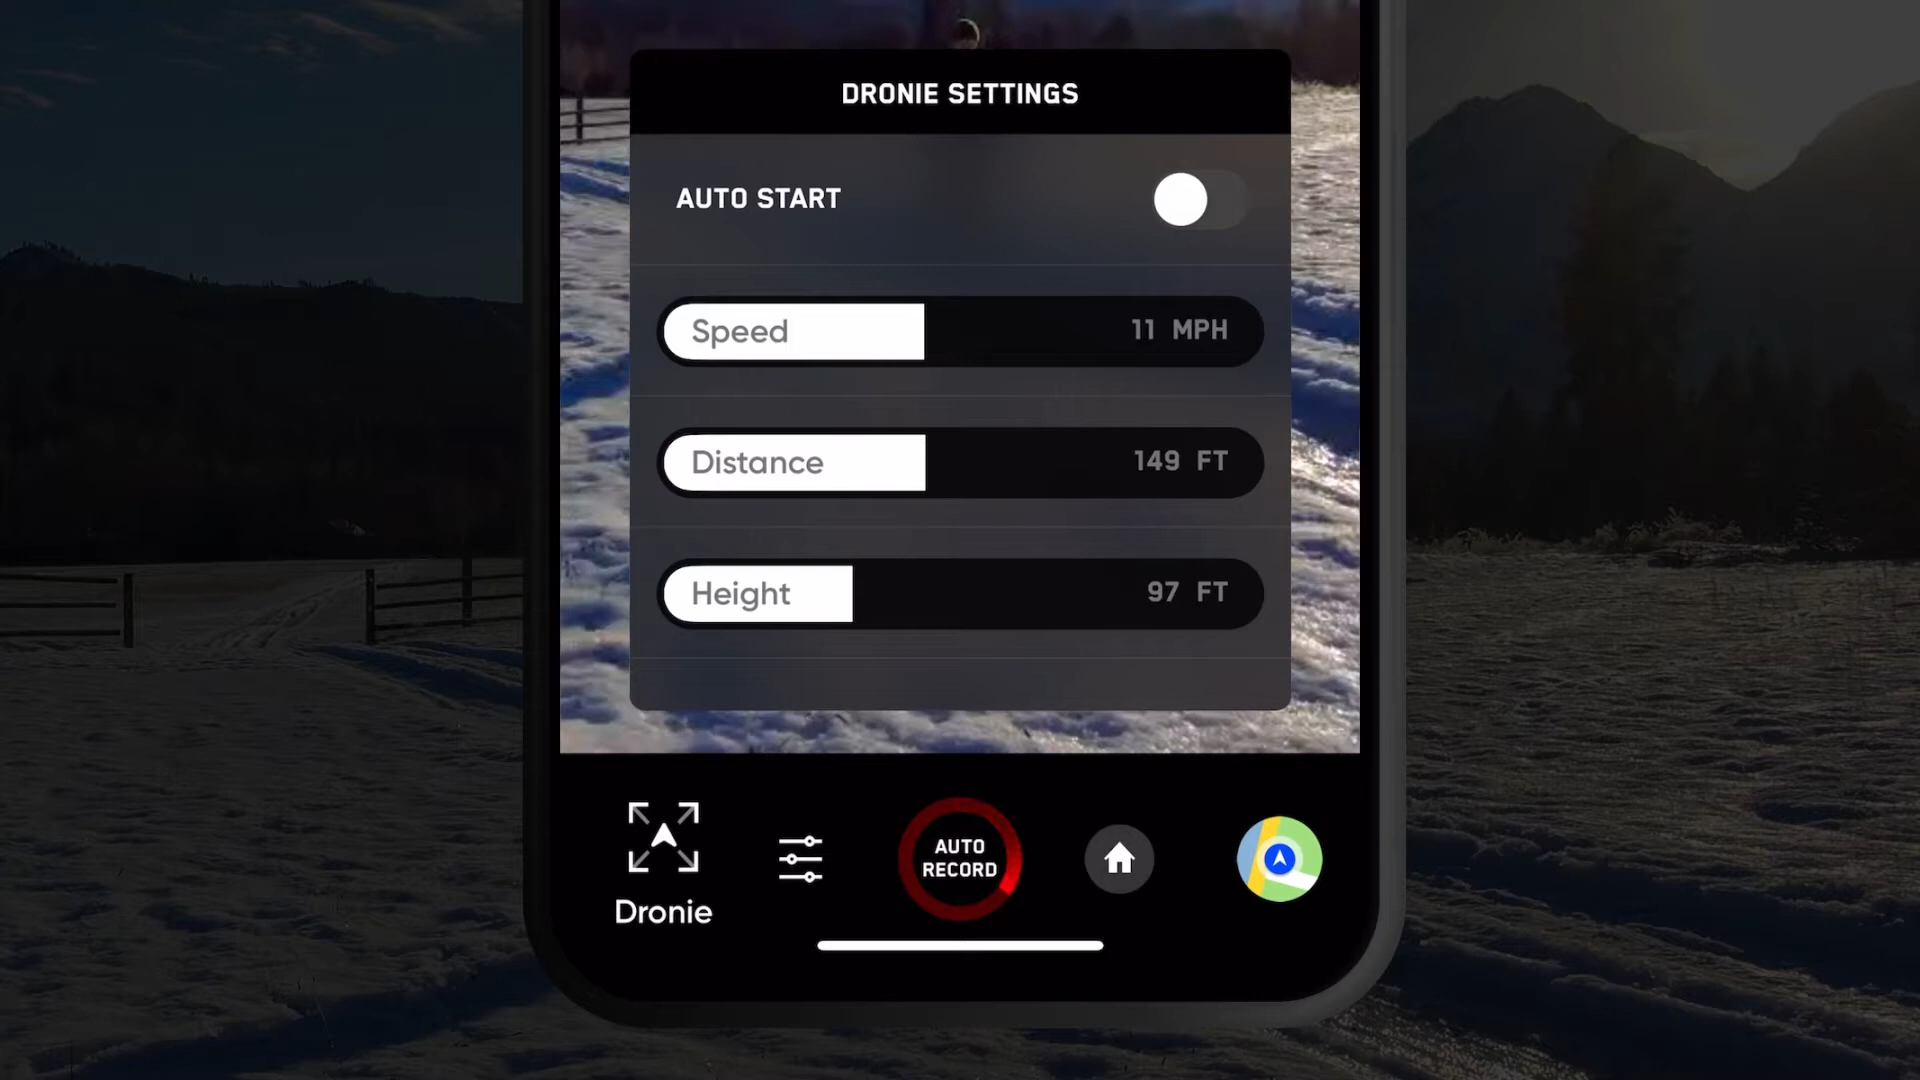 DRONIE SETTINGS
AUTO START
Speed 11 MPH
Distance 149 FT
Height 97 FT
AUTO
RECORD
Dronie